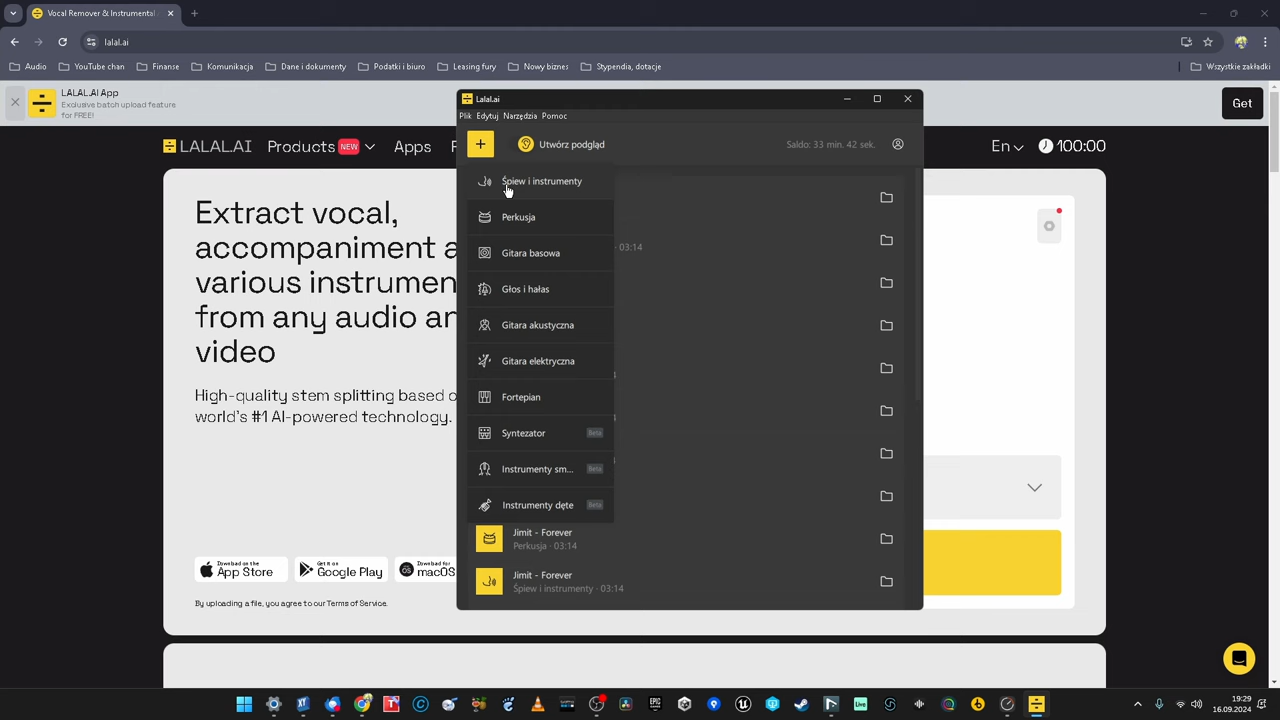 Vocal Remover & Instrumental
lalal.ai
Audio
YouTube chan
Finanse
Komunikacja
Dane i dokumenty
Podatki i biuro
Leasing fury
Nowy biznes
Stypendia, dotacje
Wszystkie zakładki
LALAL.AI App
Exclusive batch upload feature
for FREE!
Get
LALAL.AI
Products NEW
Apps
En
100:00
Extract vocal,
accompaniment a
various instrumen
from any audio an
video
High-quality stem splitting based o
world's #1 AI-powered technology.
Download on the
App Store
Get it on
Google Play
Download for
macOS
By uploading a file, you agree to our Terms of Service.
Lalal.ai
Plik Edytuj Narzędzia Pomoc
+ Utwórz podgląd
Saldo: 33 min. 42 sek.
Śpiew i instrumenty
Perkusja
· 03:14
Gitara basowa
Głos i hałas
Gitara akustyczna
Gitara elektryczna
Fortepian
Syntezator Beta
Instrumenty sm... Beta
Instrumenty dęte Beta
Jimit - Forever
Perkusja · 03:14
Jimit - Forever
Śpiew i instrumenty · 03:14
Live
19:29
16.09.2024